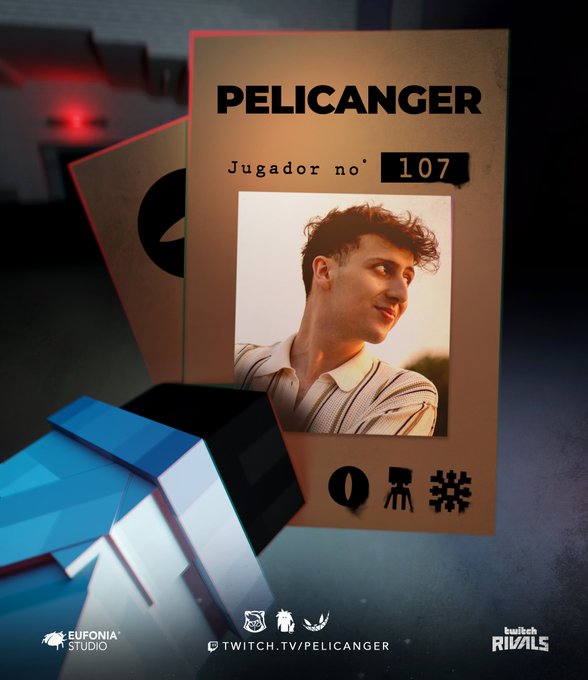 PELICANGER
Jugador no° 107
EUFONIA®
STUDIO
TWITCH.TV/PELICANGER
twitch
RIVALS